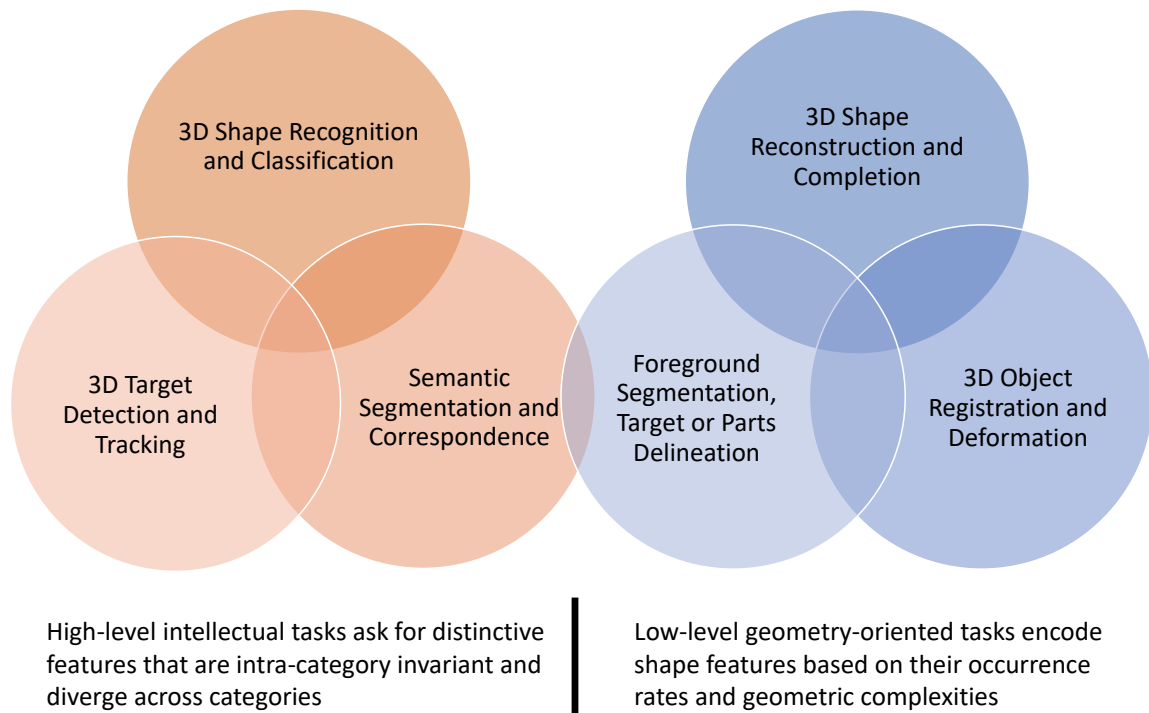 3D Shape Recognition
and Classification
3D Shape
Reconstruction and
Completion
3D Target
Detection and
Tracking
Semantic
Segmentation and
Correspondence
Foreground
Segmentation,
Target or Parts
Delineation
3D Object
Registration and
Deformation
High-level intellectual tasks ask for distinctive
features that are intra-category invariant and
diverge across categories
Low-level geometry-oriented tasks encode
shape features based on their occurrence
rates and geometric complexities